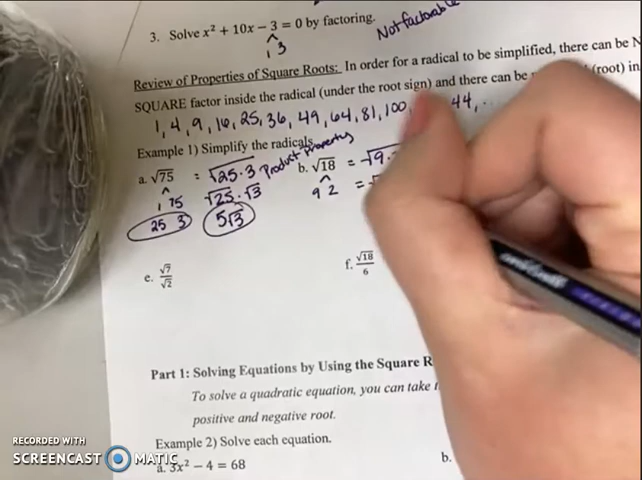 3. Solve x² + 10x − 3 = 0 by factoring.
Not factorable
1 3
Review of Properties of Square Roots: In order for a radical to be simplified, there can be N
SQUARE factor inside the radical (under the root sign) and there can be (root) in
1, 4, 9, 16, 25, 36, 49, 64, 81, 100, 44, ..
Example 1) Simplify the radicals.
Product Property
a. √75 = √25·3 b. √18 = √9·
1 75 √25·√3 9 2 = √
25 3 5√3
e. √7/√2 f. √18/6
Part 1: Solving Equations by Using the Square R
To solve a quadratic equation, you can take
positive and negative root.
Example 2) Solve each equation.
a. 3x² − 4 = 68 b.
RECORDED WITH
SCREENCAST MATIC